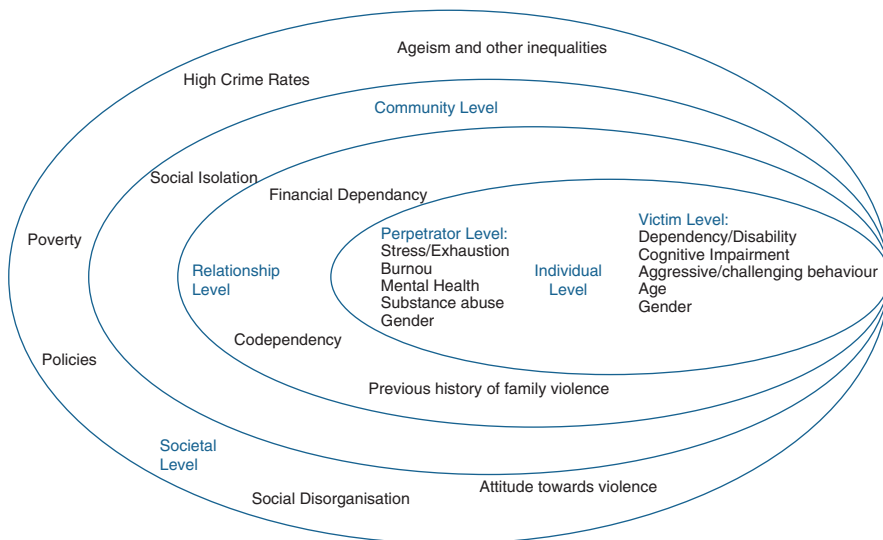 Ageism and other inequalities
High Crime Rates
Community Level
Social Isolation
Financial Dependancy
Poverty
Relationship
Level
Perpetrator Level:
Stress/Exhaustion
Burnou
Mental Health
Substance abuse
Gender
Individual
Level
Victim Level:
Dependency/Disability
Cognitive Impairment
Aggressive/challenging behaviour
Age
Gender
Codependency
Policies
Previous history of family violence
Societal
Level
Social Disorganisation
Attitude towards violence